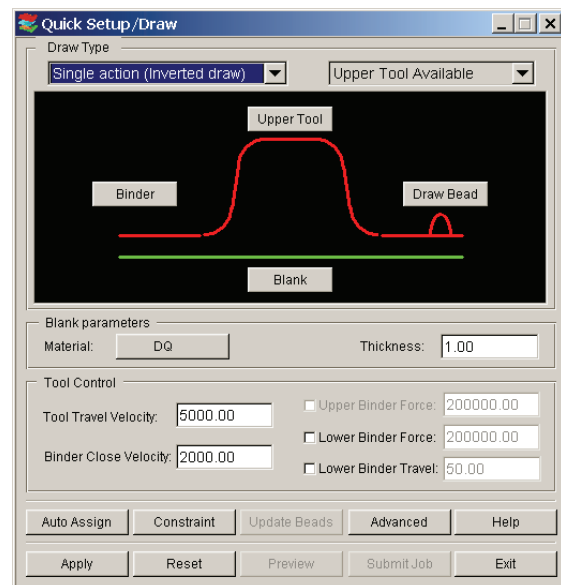 Quick Setup/Draw
Draw Type
Single action (Inverted draw) Upper Tool Available
Upper Tool
Binder Draw Bead
Blank
Blank parameters
Material: DQ Thickness: 1.00
Tool Control
Tool Travel Velocity: 5000.00 Upper Binder Force: 200000.00
Lower Binder Force: 200000.00
Binder Close Velocity: 2000.00
Lower Binder Travel: 50.00
Auto Assign Constraint Update Beads Advanced Help
Apply Reset Preview Submit Job Exit